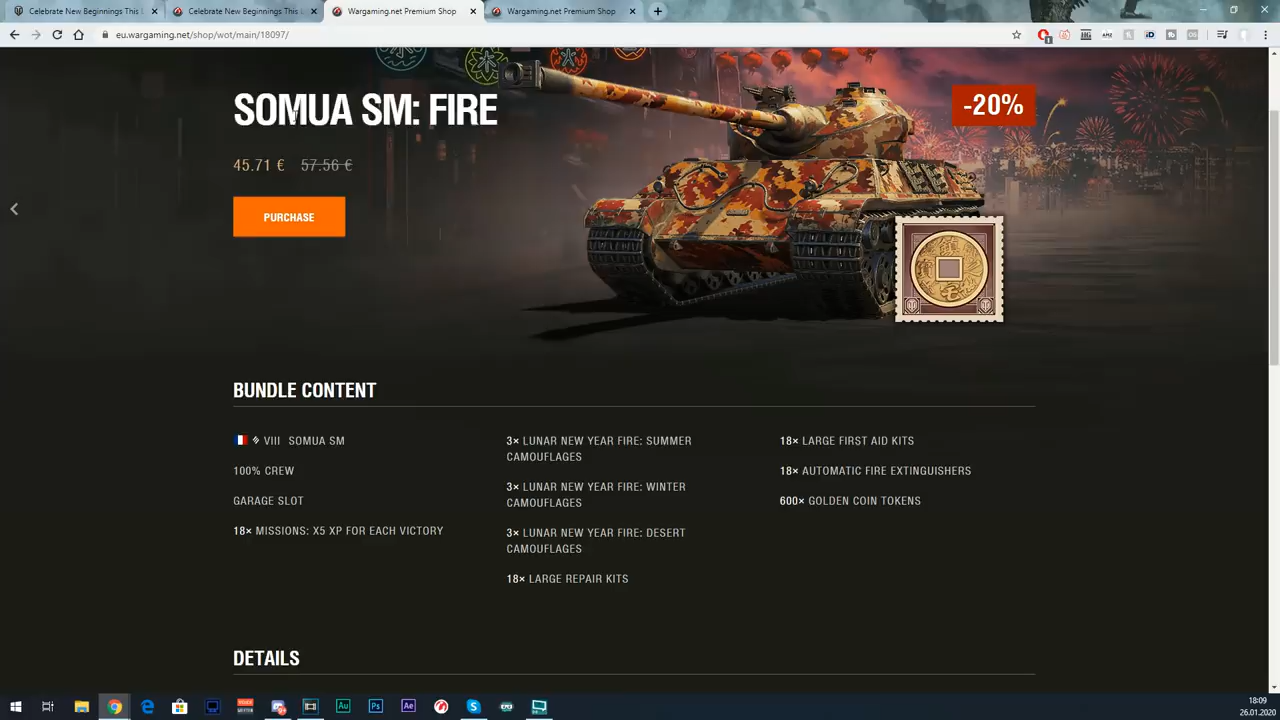 Celebrate New Beginnings This L
Celebrate New Beginnings This L
Wargaming.net Premium Shop
Wargaming.net Premium Shop
eu.wargaming.net/shop/wot/main/18097/
SOMUA SM: FIRE
-20%
45.71 € 57.56 €
PURCHASE
BUNDLE CONTENT
VIII SOMUA SM
100% CREW
GARAGE SLOT
18× MISSIONS: X5 XP FOR EACH VICTORY
3× LUNAR NEW YEAR FIRE: SUMMER
CAMOUFLAGES
3× LUNAR NEW YEAR FIRE: WINTER
CAMOUFLAGES
3× LUNAR NEW YEAR FIRE: DESERT
CAMOUFLAGES
18× LARGE REPAIR KITS
18× LARGE FIRST AID KITS
18× AUTOMATIC FIRE EXTINGUISHERS
600× GOLDEN COIN TOKENS
DETAILS
Au
Ps
Ae
18:09
26.01.2020